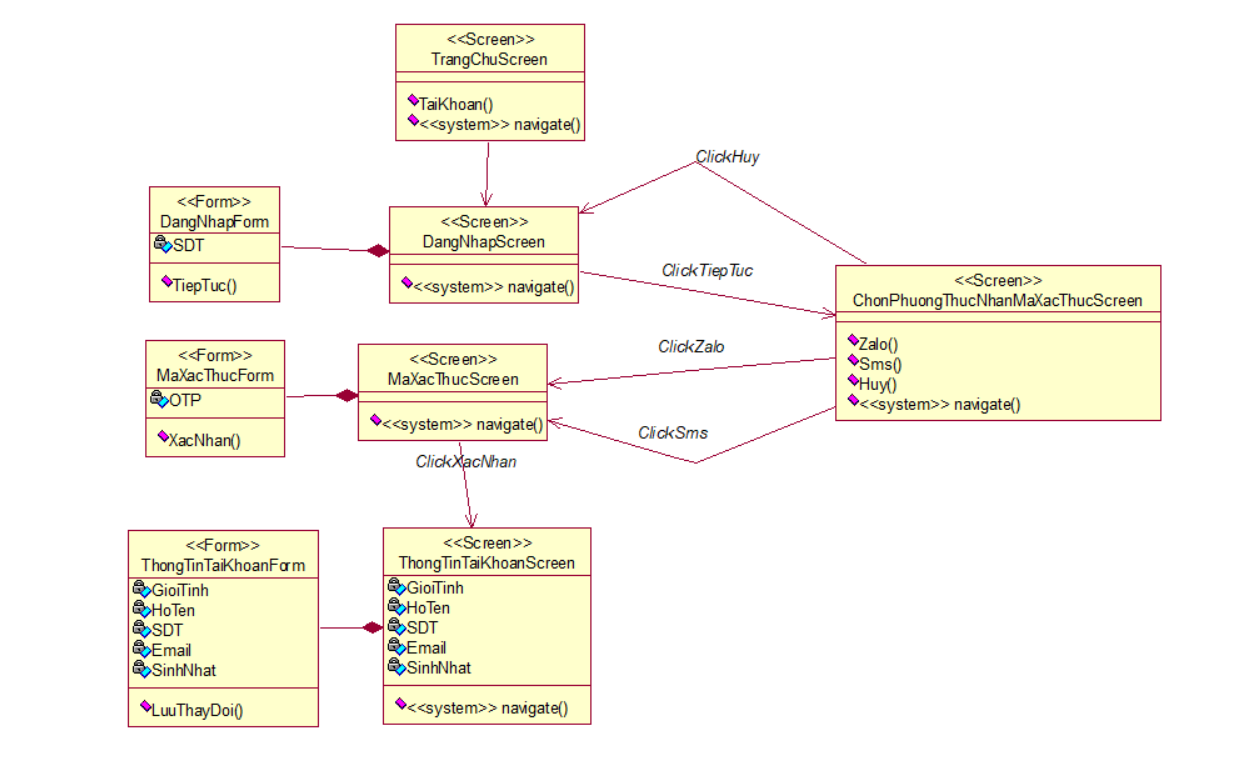 <<Screen>>
TrangChuScreen
TaiKhoan()
<<system>> navigate()
ClickHuy
<<Form>>
DangNhapForm
SDT
TiepTuc()
<<Screen>>
DangNhapScreen
<<system>> navigate()
ClickTiepTuc
<<Screen>>
ChonPhuongThucNhanMaXacThucScreen
Zalo()
Sms()
Huy()
<<system>> navigate()
ClickZalo
ClickSms
<<Form>>
MaXacThucForm
OTP
XacNhan()
<<Screen>>
MaXacThucScreen
<<system>> navigate()
ClickXacNhan
<<Form>>
ThongTinTaiKhoanForm
GioiTinh
HoTen
SDT
Email
SinhNhat
LuuThayDoi()
<<Screen>>
ThongTinTaiKhoanScreen
GioiTinh
HoTen
SDT
Email
SinhNhat
<<system>> navigate()